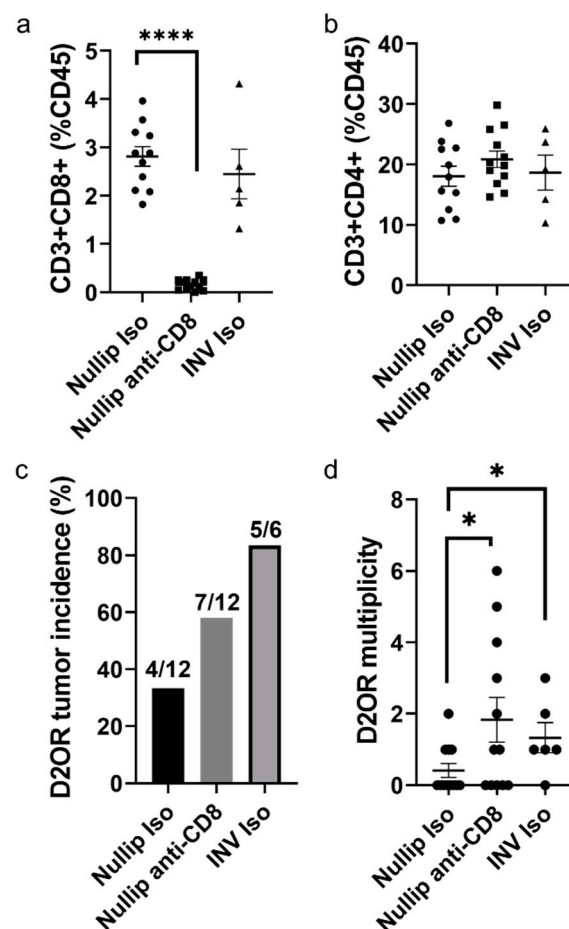 a
****
CD3+CD8+ (%CD45)
5
4
3
2
1
0
Nullip Iso
Nullip anti-CD8
INV Iso
b
CD3+CD4+ (%CD45)
40
30
20
10
0
Nullip Iso
Nullip anti-CD8
INV Iso
c
D2OR tumor incidence (%)
100
80
60
40
20
0
4/12
7/12
5/6
Nullip Iso
Nullip anti-CD8
INV Iso
d
*
*
D2OR multiplicity
8
6
4
2
0
Nullip Iso
Nullip anti-CD8
INV Iso